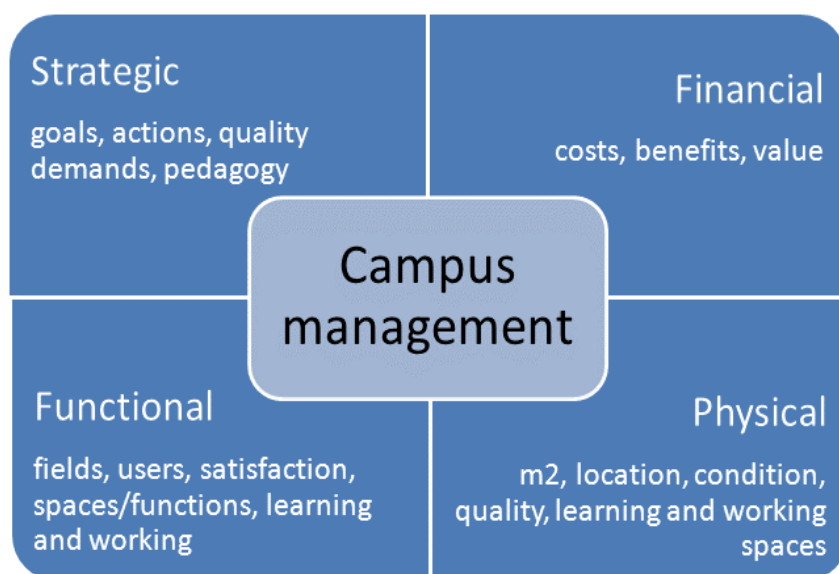 Strategic
goals, actions, quality
demands, pedagogy
Financial
costs, benefits, value
Campus
management
Functional
fields, users, satisfaction,
spaces/functions, learning
and working
Physical
m2, location, condition,
quality, learning and working
spaces